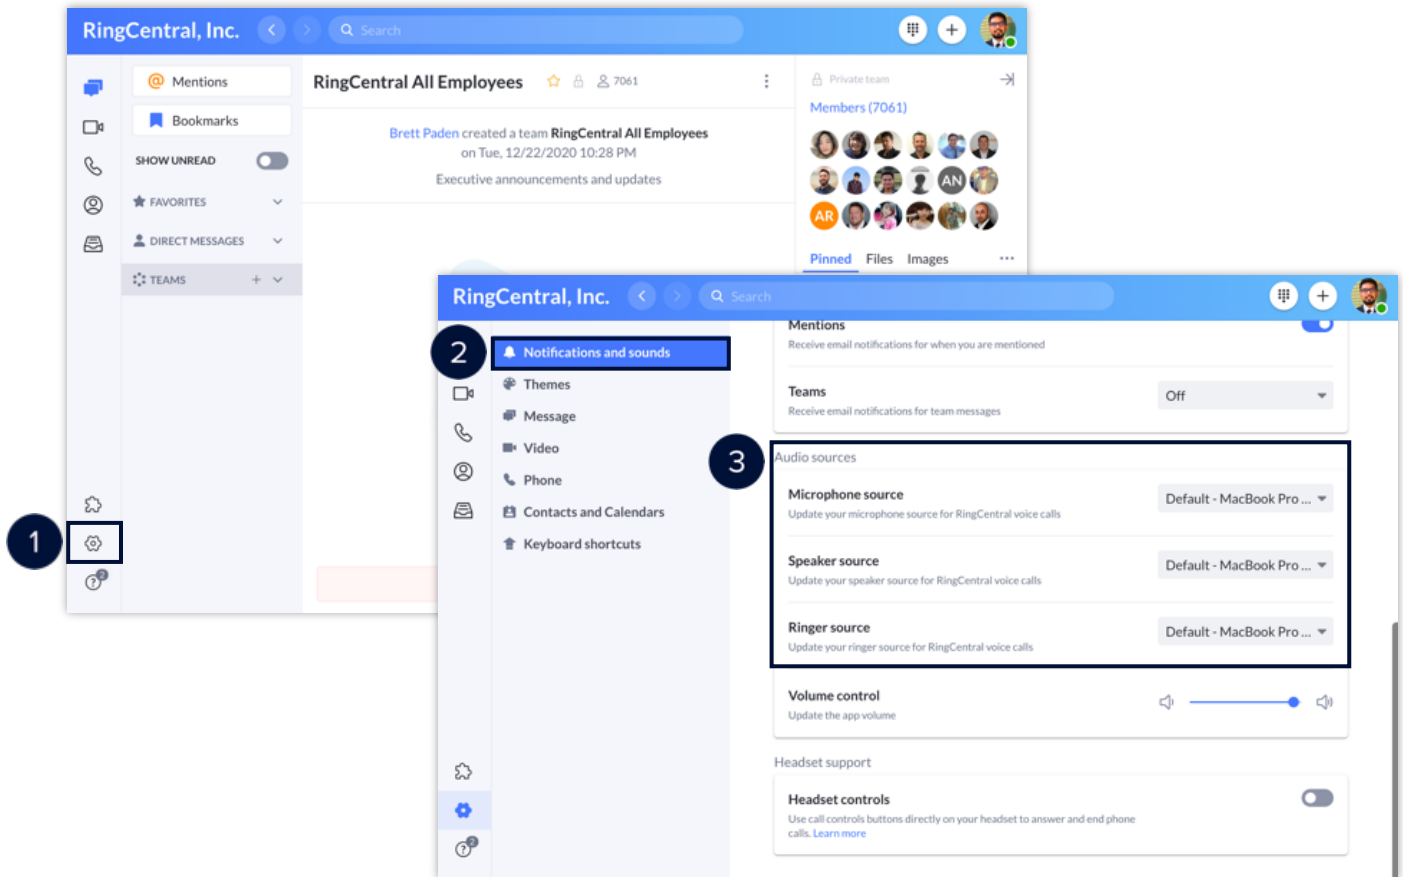 RingCentral, Inc.
Search
Mentions
Bookmarks
SHOW UNREAD
FAVORITES
DIRECT MESSAGES
TEAMS
RingCentral All Employees
7061
Brett Paden created a team RingCentral All Employees
on Tue, 12/22/2020 10:28 PM
Executive announcements and updates
Private team
Members (7061)
AN
AR
Pinned Files Images
1
2
RingCentral, Inc.
Search
2
Notifications and sounds
Themes
Message
Video
Phone
Contacts and Calendars
Keyboard shortcuts
2
Mentions
Receive email notifications for when you are mentioned
Teams
Receive email notifications for team messages
Off
3
Audio sources
Microphone source
Update your microphone source for RingCentral voice calls
Default - MacBook Pro ...
Speaker source
Update your speaker source for RingCentral voice calls
Default - MacBook Pro ...
Ringer source
Update your ringer source for RingCentral voice calls
Default - MacBook Pro ...
Volume control
Update the app volume
Headset support
Headset controls
Use call controls buttons directly on your headset to answer and end phone
calls. Learn more